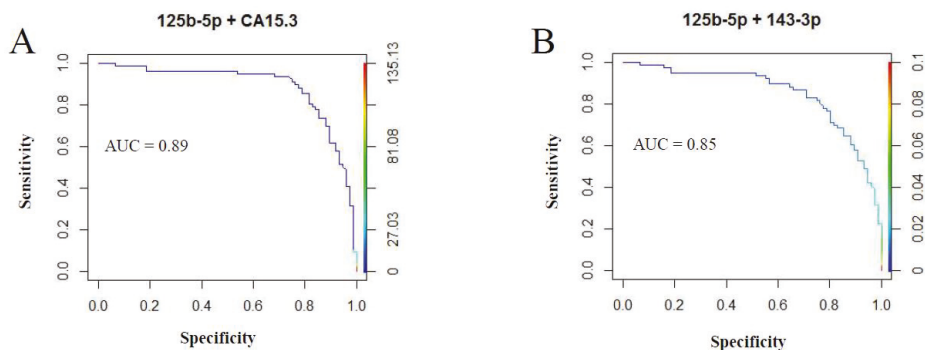 A
125b-5p + CA15.3
Sensitivity
1.0
0.8
0.6
0.4
0.2
0.0
AUC = 0.89
0.0 0.2 0.4 0.6 0.8 1.0
Specificity
135.13
81.08
27.03
0
B
125b-5p + 143-3p
Sensitivity
1.0
0.8
0.6
0.4
0.2
0.0
AUC = 0.85
0.0 0.2 0.4 0.6 0.8 1.0
Specificity
0.1
0.08
0.06
0.04
0.02
0